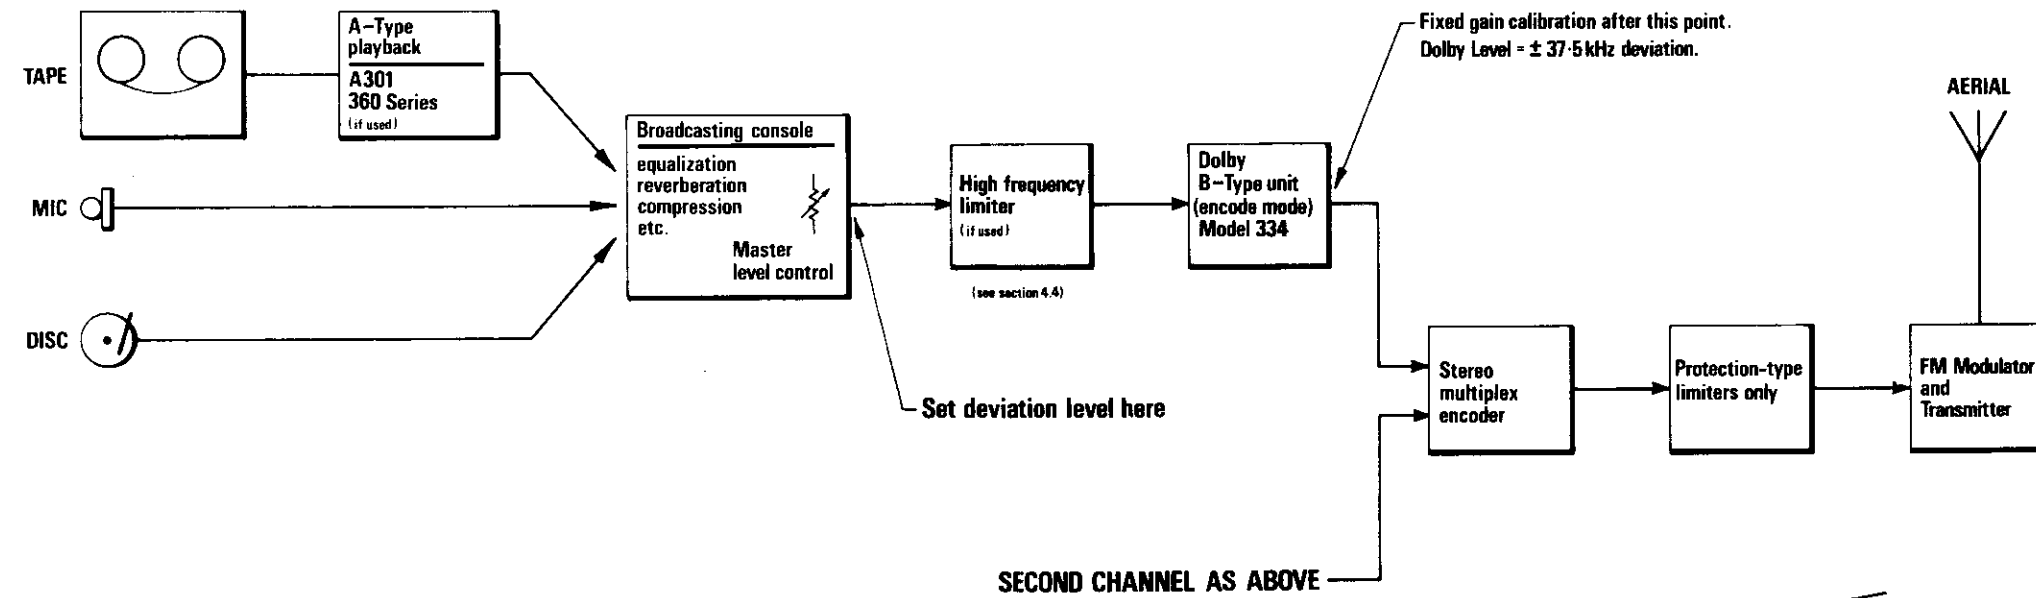 TAPE
A-Type
playback
A301
360 Series
(if used)
MIC
DISC
Broadcasting console
equalization
reverberation
compression
etc.
Master
level control
Set deviation level here
High frequency
limiter
(if used)
(see section 4.4)
Dolby
B-Type unit
(encode mode)
Model 334
Fixed gain calibration after this point.
Dolby Level = ± 37·5 kHz deviation.
SECOND CHANNEL AS ABOVE
Stereo
multiplex
encoder
Protection-type
limiters only
FM Modulator
and
Transmitter
AERIAL